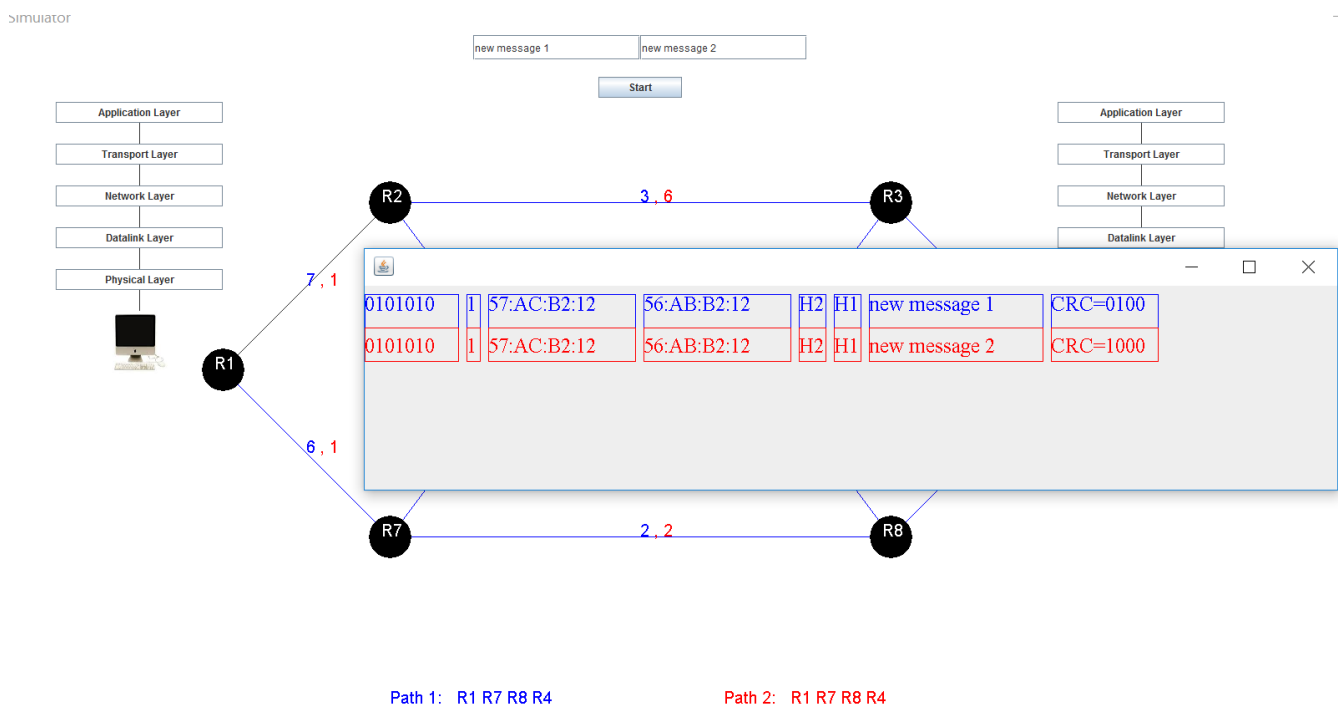 Simulator
new message 1 new message 2
Start
Application Layer Application Layer
Transport Layer Transport Layer
Network Layer Network Layer
R2 3 , 6 R3
Datalink Layer Datalink Layer
Physical Layer
7 , 1
0101010 1 57:AC:B2:12 56:AB:B2:12 H2 H1 new message 1 CRC=0100
0101010 1 57:AC:B2:12 56:AB:B2:12 H2 H1 new message 2 CRC=1000
R1
6 , 1
R7 2 , 2 R8
Path 1: R1 R7 R8 R4 Path 2: R1 R7 R8 R4